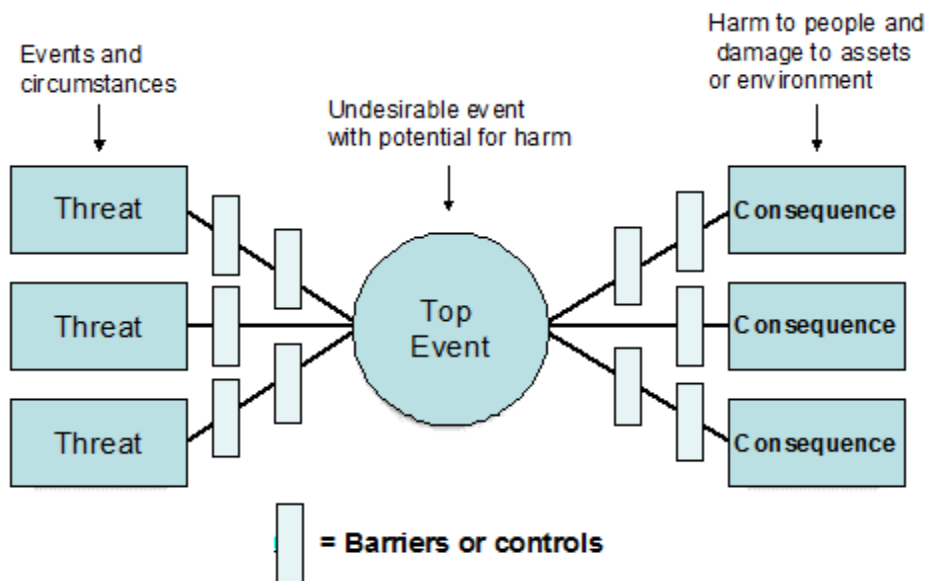 Events and
circumstances
Undesirable event
with potential for harm
Harm to people and
damage to assets
or environment
Threat
Threat
Threat
Top
Event
Consequence
Consequence
Consequence
= Barriers or controls